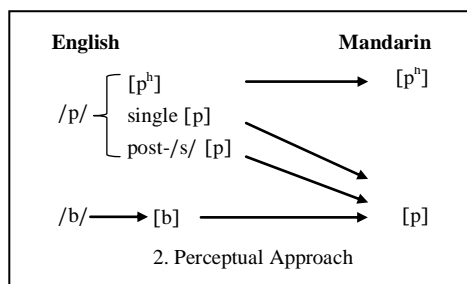 English Mandarin
[pʰ] [pʰ]
/p/ single [p]
post-/s/ [p]
/b/ [b] [p]
2. Perceptual Approach